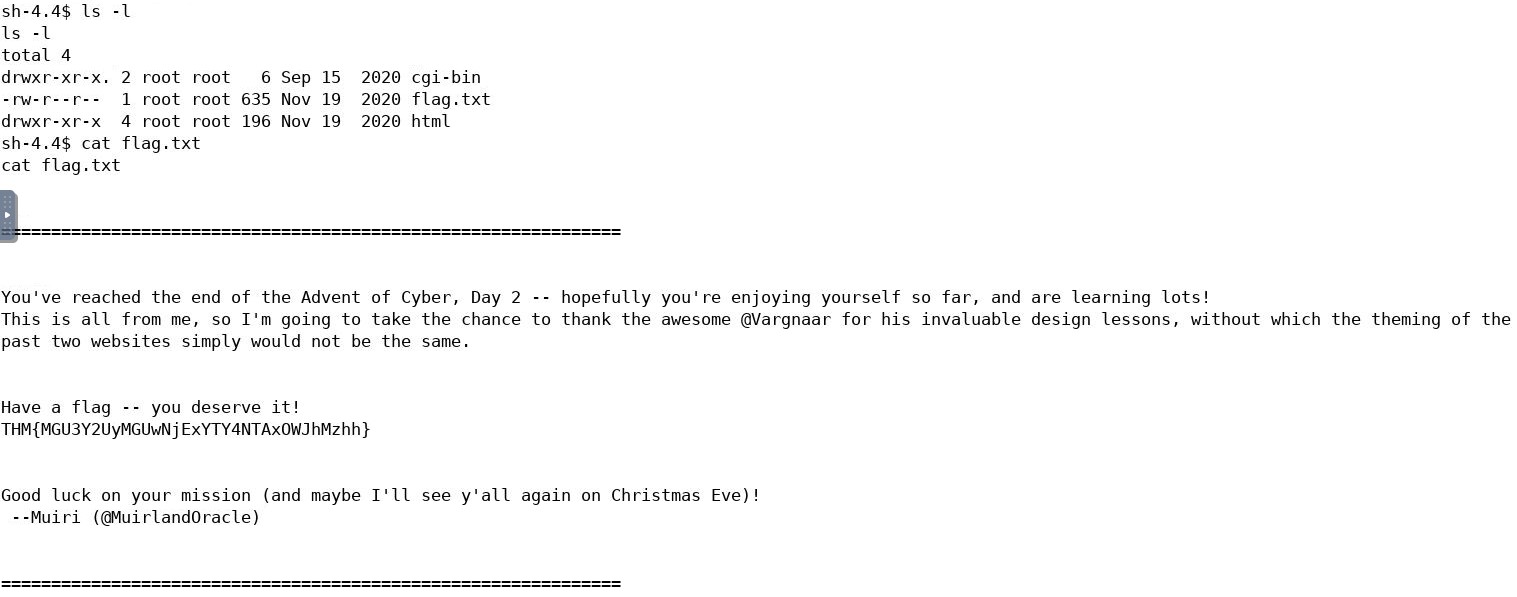 sh-4.4$ ls -l
ls -l
total 4
drwxr-xr-x. 2 root root   6 Sep 15  2020 cgi-bin
-rw-r--r--  1 root root 635 Nov 19  2020 flag.txt
drwxr-xr-x  4 root root 196 Nov 19  2020 html
sh-4.4$ cat flag.txt
cat flag.txt
==============================================================
You've reached the end of the Advent of Cyber, Day 2 -- hopefully you're enjoying yourself so far, and are learning lots!
This is all from me, so I'm going to take the chance to thank the awesome @Vargnaar for his invaluable design lessons, without which the theming of the
past two websites simply would not be the same.
Have a flag -- you deserve it!
THM{MGU3Y2UyMGUwNjExYTY4NTAxOWJhMzhh}
Good luck on your mission (and maybe I'll see y'all again on Christmas Eve)!
 --Muiri (@MuirlandOracle)
==============================================================